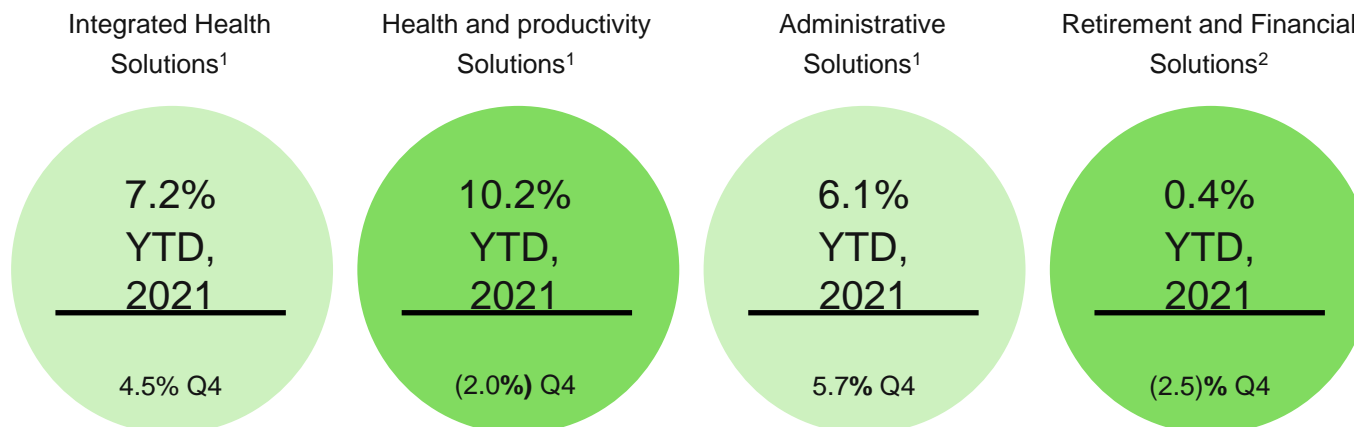 Integrated Health
Solutions¹
Health and productivity
Solutions¹
Administrative
Solutions¹
Retirement and Financial
Solutions²
7.2%
YTD,
2021
4.5% Q4
10.2%
YTD,
2021
(2.0%) Q4
6.1%
YTD,
2021
5.7% Q4
0.4%
YTD,
2021
(2.5)% Q4